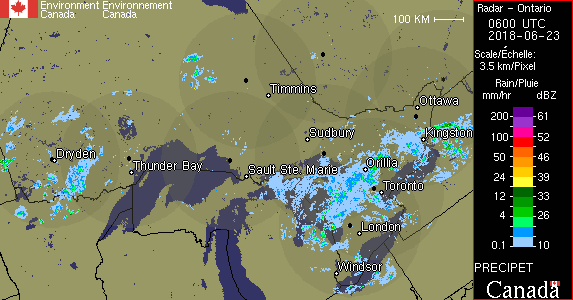 Environment Environnement
Canada Canada
100 KM
Timmins
Ottawa
Sudbury
Kingston
Dryden
Thunder Bay
Sault Ste. Marie
Orillia
Toronto
London
Windsor
Radar - Ontario
0600 UTC
2018-06-23
Scale/Échelle:
3.5 km/Pixel
Rain/Pluie
mm/hr dBZ
200 61
100 52
50 46
24 39
12 33
4 26
0.1 10
PRECIPET
Canada